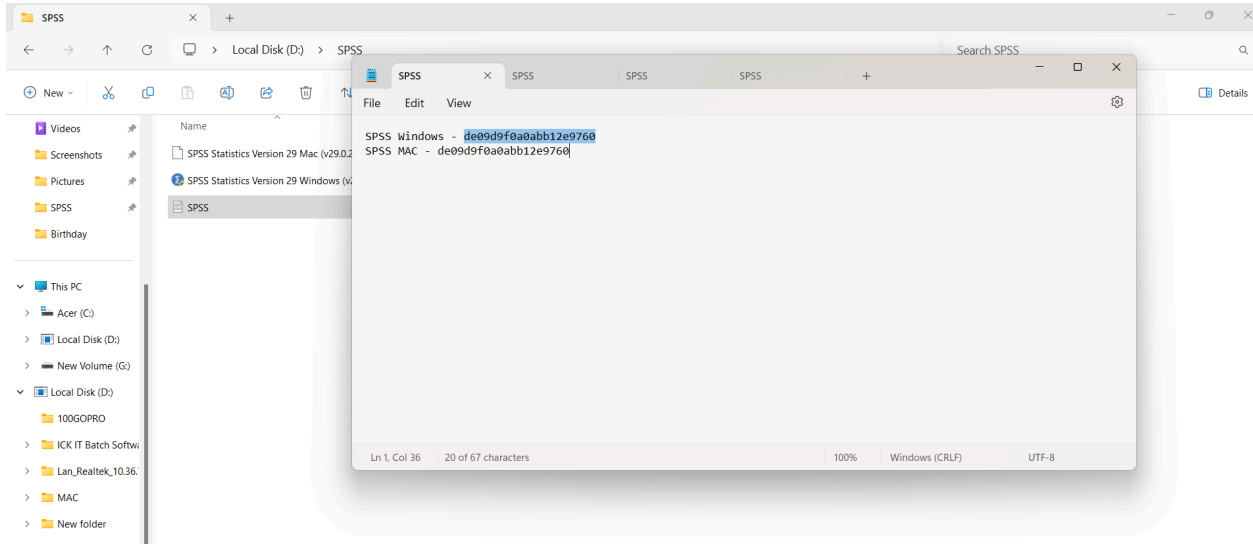 SPSS
Local Disk (D:) > SPSS
Search SPSS
New
Details
Videos
Screenshots
Pictures
SPSS
Birthday
This PC
Acer (C:)
Local Disk (D:)
New Volume (G:)
Local Disk (D:)
100GOPRO
ICK IT Batch Softwa
Lan_Realtek_10.36.
MAC
New folder
Name
SPSS Statistics Version 29 Mac (v29.0.2
SPSS Statistics Version 29 Windows (v
SPSS
SPSS
SPSS
SPSS
SPSS
File Edit View
SPSS Windows - de09d9f0a0abb12e9760
SPSS MAC - de09d9f0a0abb12e9760
Ln 1, Col 36
20 of 67 characters
100%
Windows (CRLF)
UTF-8